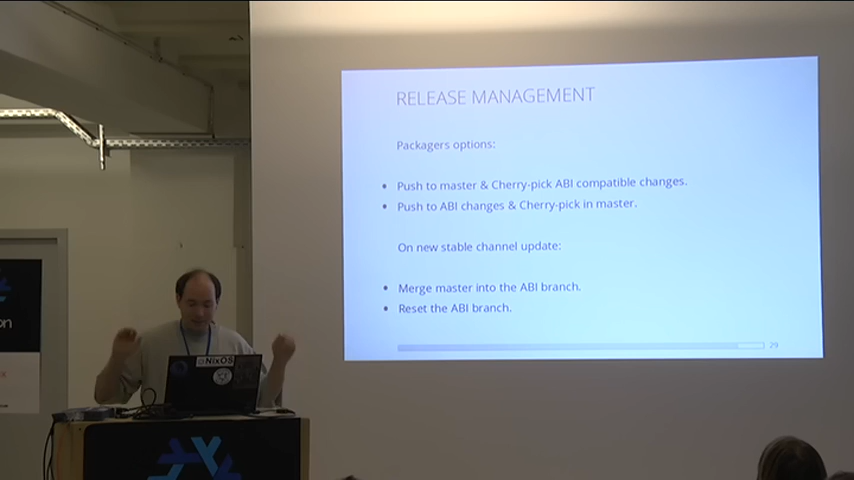 RELEASE MANAGEMENT
Packagers options:
Push to master & Cherry-pick ABI compatible changes.
Push to ABI changes & Cherry-pick in master.
On new stable channel update:
Merge master into the ABI branch.
Reset the ABI branch.
29
NixOS
on